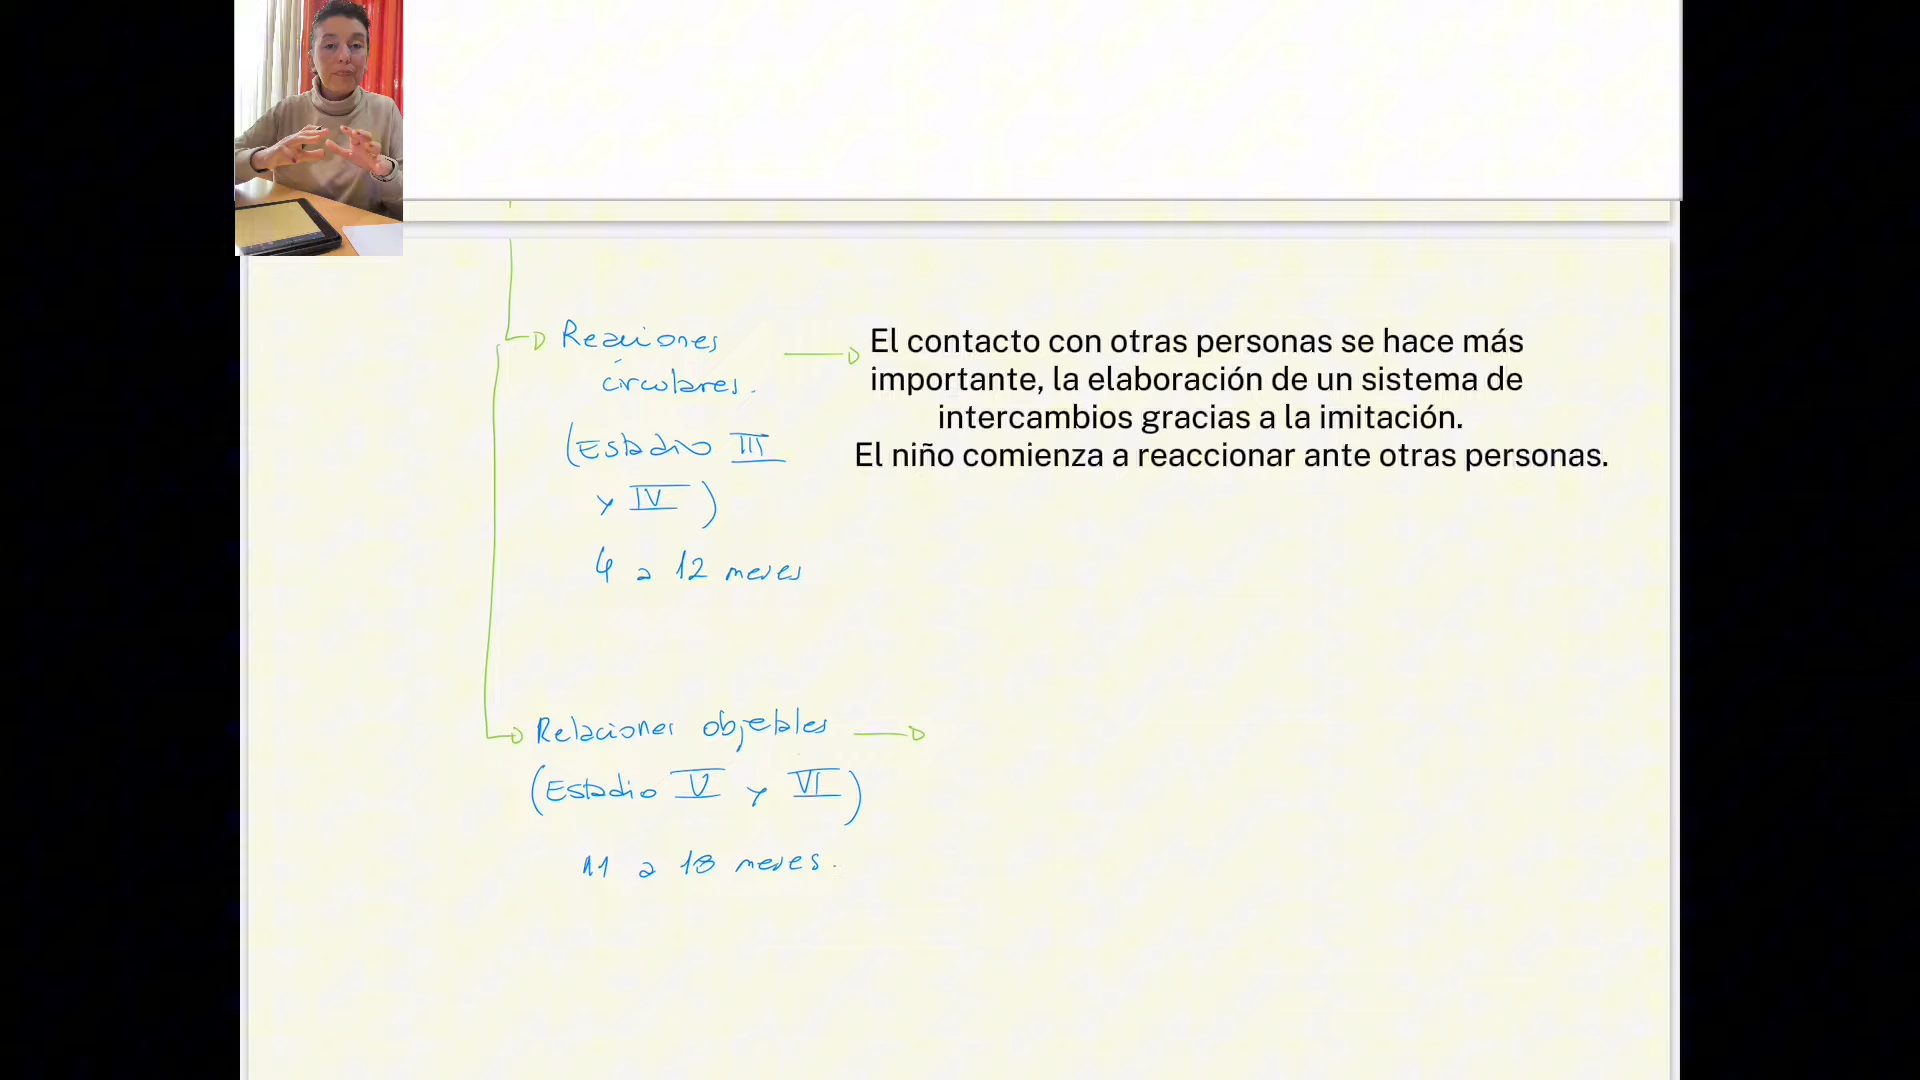 Reacciones
círculares.
El contacto con otras personas se hace más
importante, la elaboración de un sistema de
intercambios gracias a la imitación.
El niño comienza a reaccionar ante otras personas.
(Estadio III
y IV)
4 a 12 meses
Relaciones objetales
(Estadio V y VI)
11 a 18 meses.